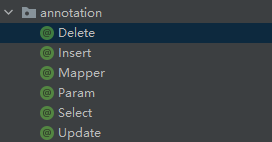 annotation
Delete
Insert
Mapper
Param
Select
Update